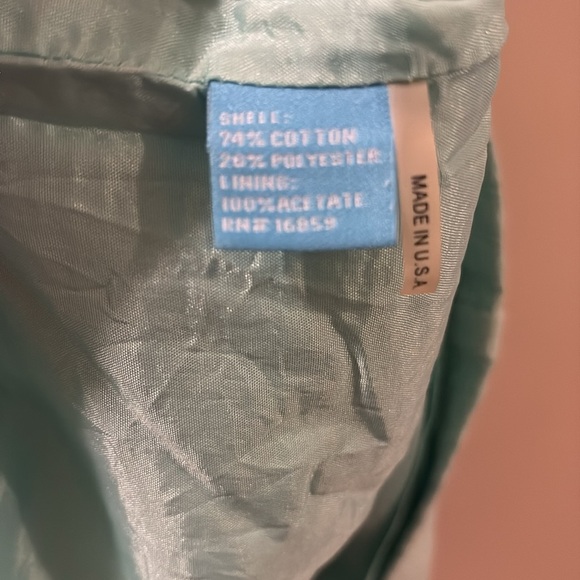 SHELL:
74% COTTON
26% POLYESTER
LINING:
100% ACETATE
RN# 16859
MADE IN U.S.A